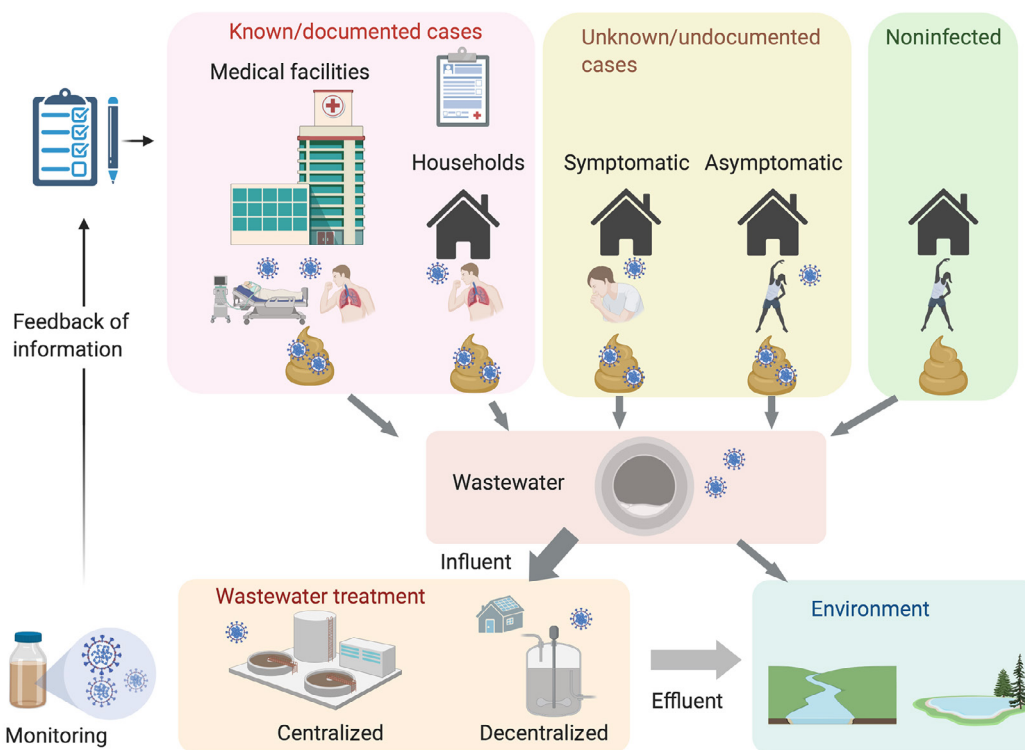 Known/documented cases
Medical facilities
Households
Unknown/undocumented
cases
Symptomatic
Asymptomatic
Noninfected
Feedback of
information
Wastewater
Influent
Wastewater treatment
Centralized
Decentralized
Effluent
Environment
Monitoring